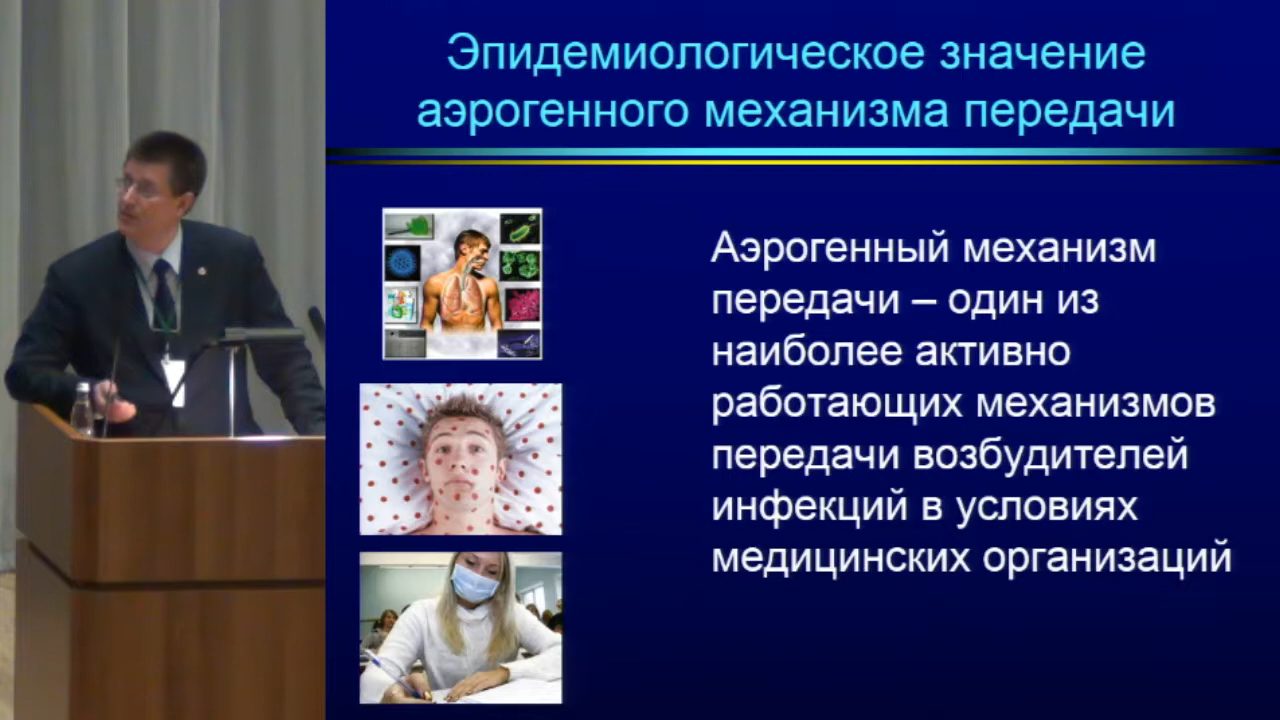 Эпидемиологическое значение
аэрогенного механизма передачи
Аэрогенный механизм
передачи – один из
наиболее активно
работающих механизмов
передачи возбудителей
инфекций в условиях
медицинских организаций